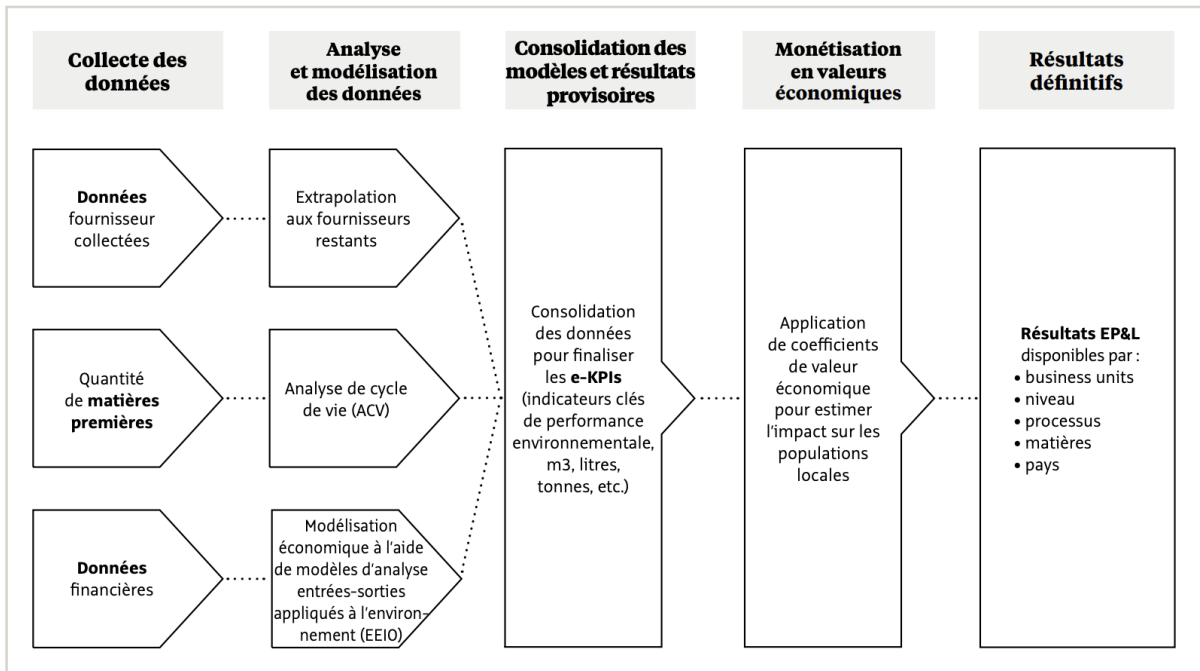 Collecte des
données
Analyse
et modélisation
des données
Consolidation des
modèles et résultats
provisoires
Monétisation
en valeurs
économiques
Résultats
définitifs
Données
fournisseur
collectées
Extrapolation
aux fournisseurs
restants
Quantité
de matières
premières
Analyse de cycle
de vie (ACV)
Données
financières
Modélisation
économique à l'aide
de modèles d'analyse
entrées-sorties
appliqués à l'environ-
nement (EEIO)
Consolidation
des données
pour finaliser
les e-KPIs
(indicateurs clés
de performance
environnementale,
m3, litres,
tonnes, etc.)
Application
de coefficients
de valeur
économique
pour estimer
l'impact sur les
populations
locales
Résultats EP&L
disponibles par :
• business units
• niveau
• processus
• matières
• pays